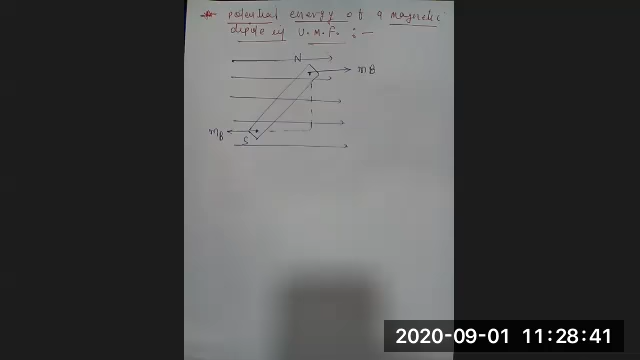 * potential energy of a magnetic
dipole in U.M.F. :-
N
mB
mB
S
2020-09-01 11:28:41